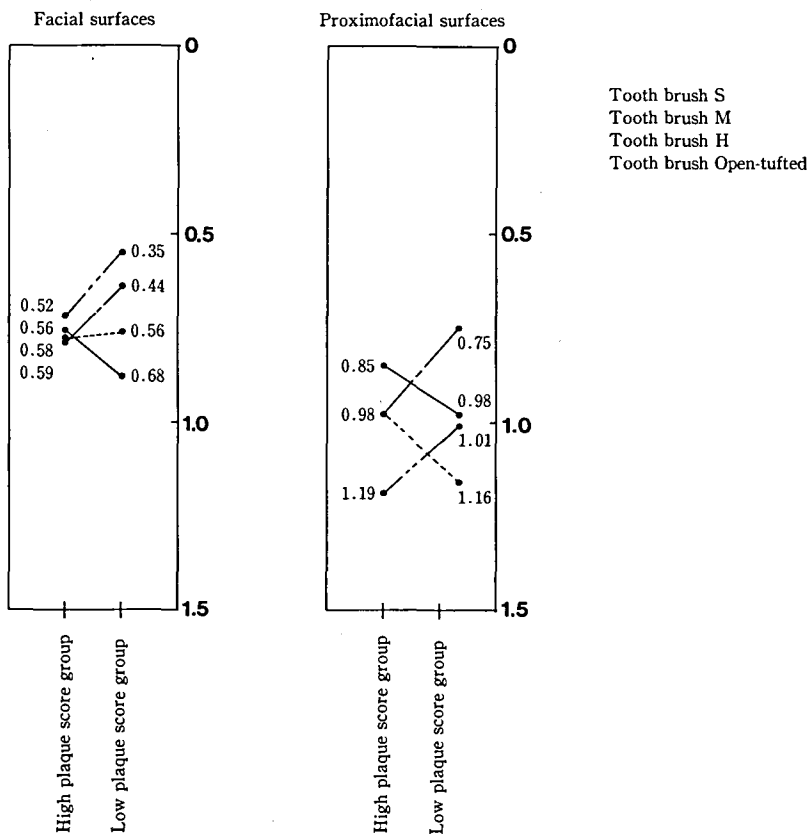 Facial surfaces
0
0.5
1.0
1.5
0.52
0.56
0.58
0.59
0.35
0.44
0.56
0.68
High plaque score group
Low plaque score group
Proximofacial surfaces
0
0.5
1.0
1.5
0.85
0.98
1.19
0.75
0.98
1.01
1.16
High plaque score group
Low plaque score group
Tooth brush S
Tooth brush M
Tooth brush H
Tooth brush Open-tufted